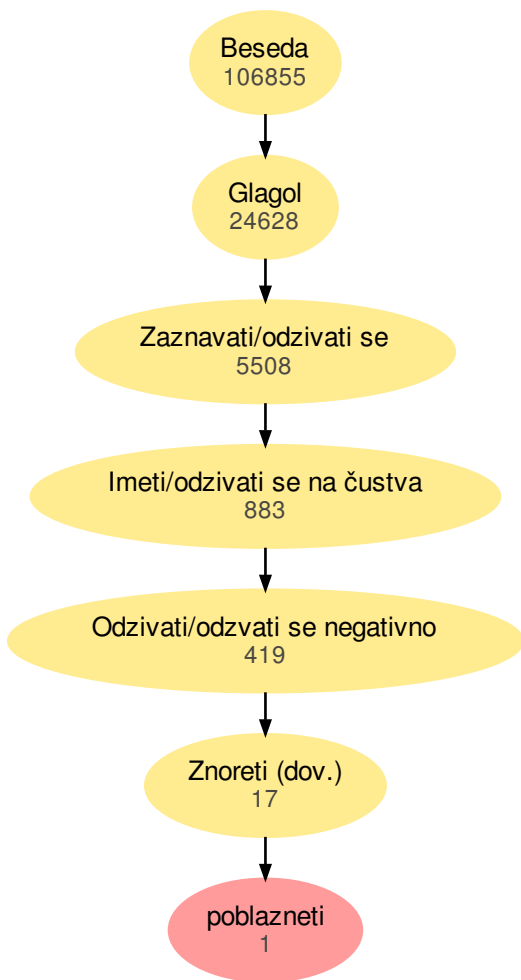 Beseda
106855
Glagol
24628
Zaznavati/odzivati se
5508
Imeti/odzivati se na čustva
883
Odzivati/odzvati se negativno
419
Znoreti (dov.)
17
poblazneti
1